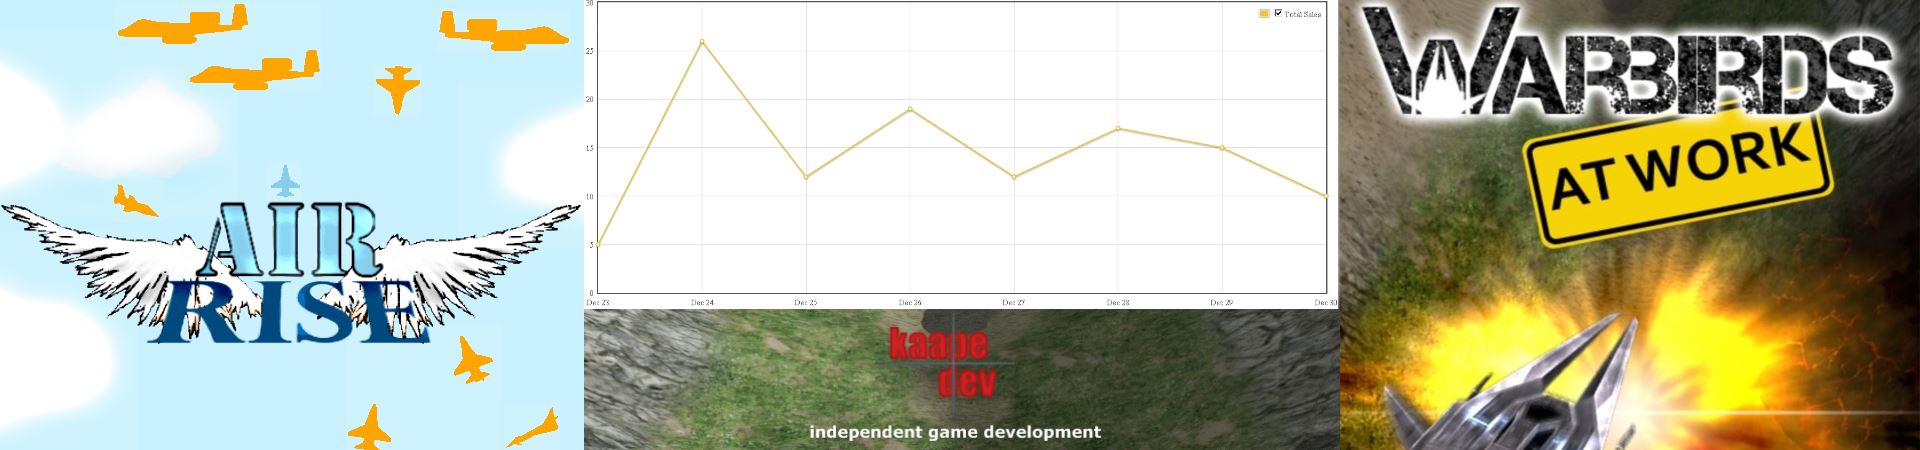 AIR
RISE
30
25
20
15
10
5
0
Total Sales
Dec 23
Dec 24
Dec 25
Dec 26
Dec 27
Dec 28
Dec 29
Dec 30
kaape
dev
independent game development
WARBIRDS
AT WORK